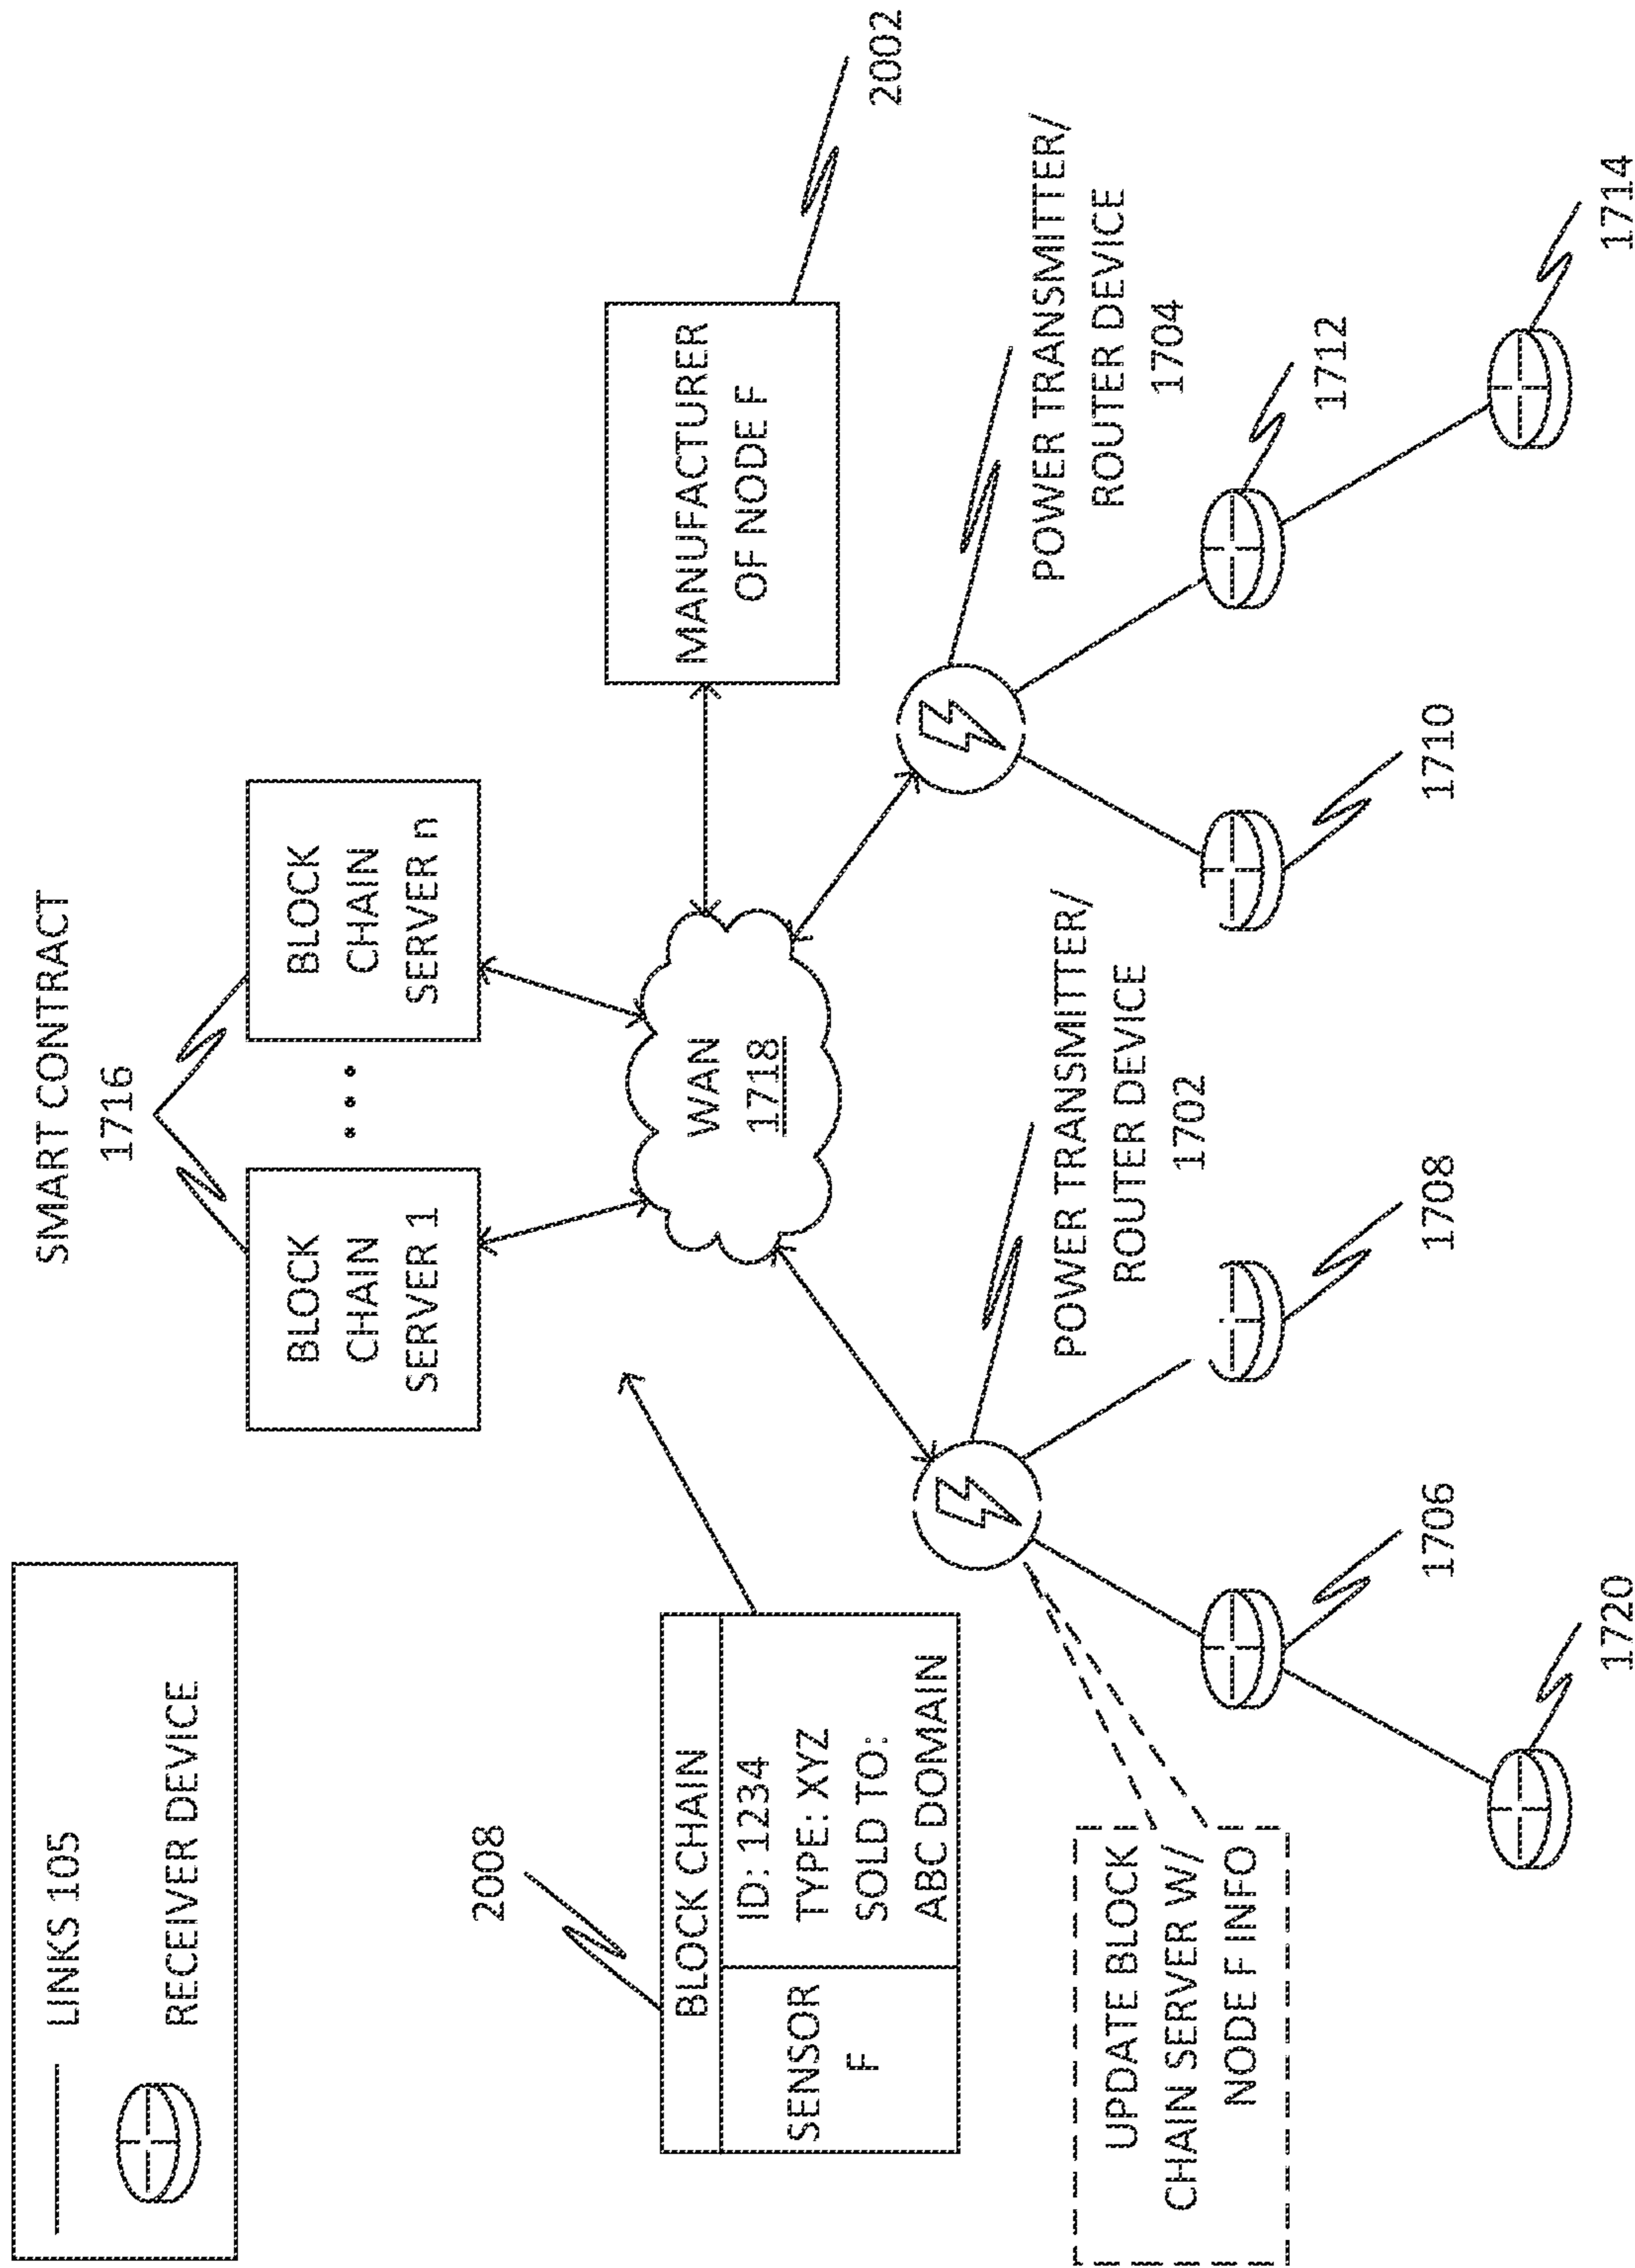 LINKS 105
RECEIVER DEVICE
SMART CONTRACT
1716
BLOCK
CHAIN
SERVER 1
BLOCK
CHAIN
SERVER n
2008
BLOCK CHAIN
SENSOR
F
ID: 1234
TYPE: XYZ
SOLD TO:
ABC DOMAIN
WAN
1718
MANUFACTURER
OF NODE F
2002
UPDATE BLOCK
CHAIN SERVER W/
NODE F INFO
POWER TRANSMITTER/
ROUTER DEVICE
1702
POWER TRANSMITTER/
ROUTER DEVICE
1704
1706
1708
1710
1712
1720
1714